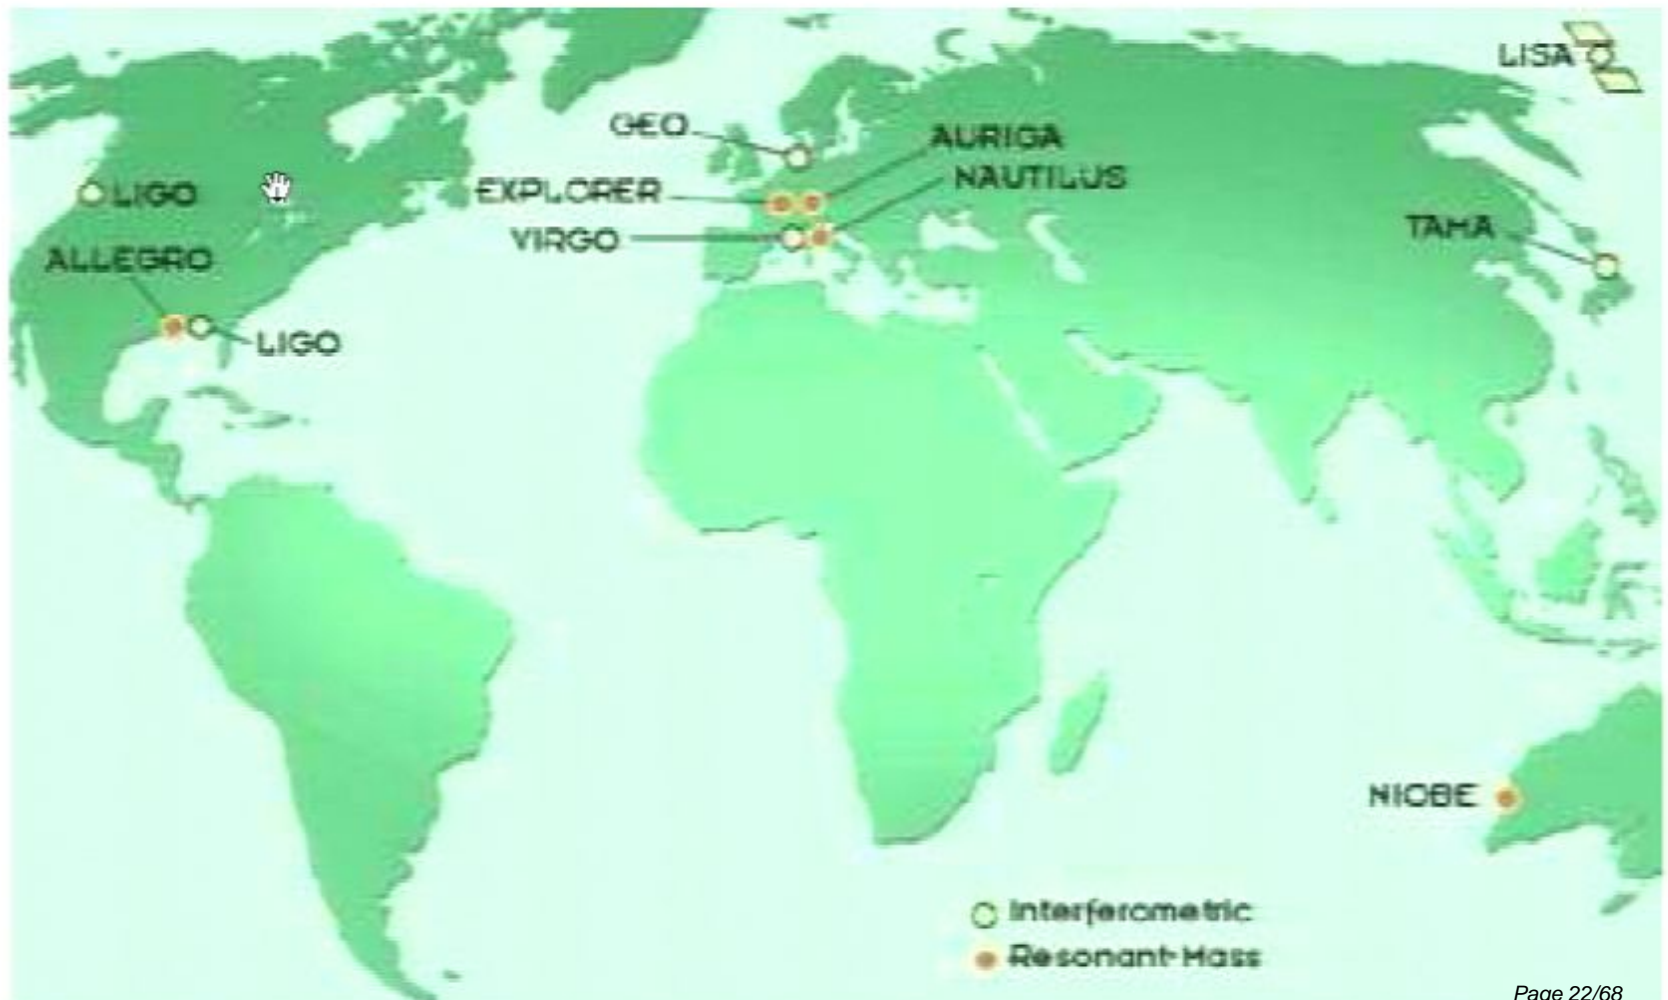 LISA
GEO
AURIGA
NAUTILUS
LIGO
EXPLORER
VIRGO
TAMA
ALLEGRO
LIGO
NIOBE
Interferometric
Resonant-Mass
Page 22/68